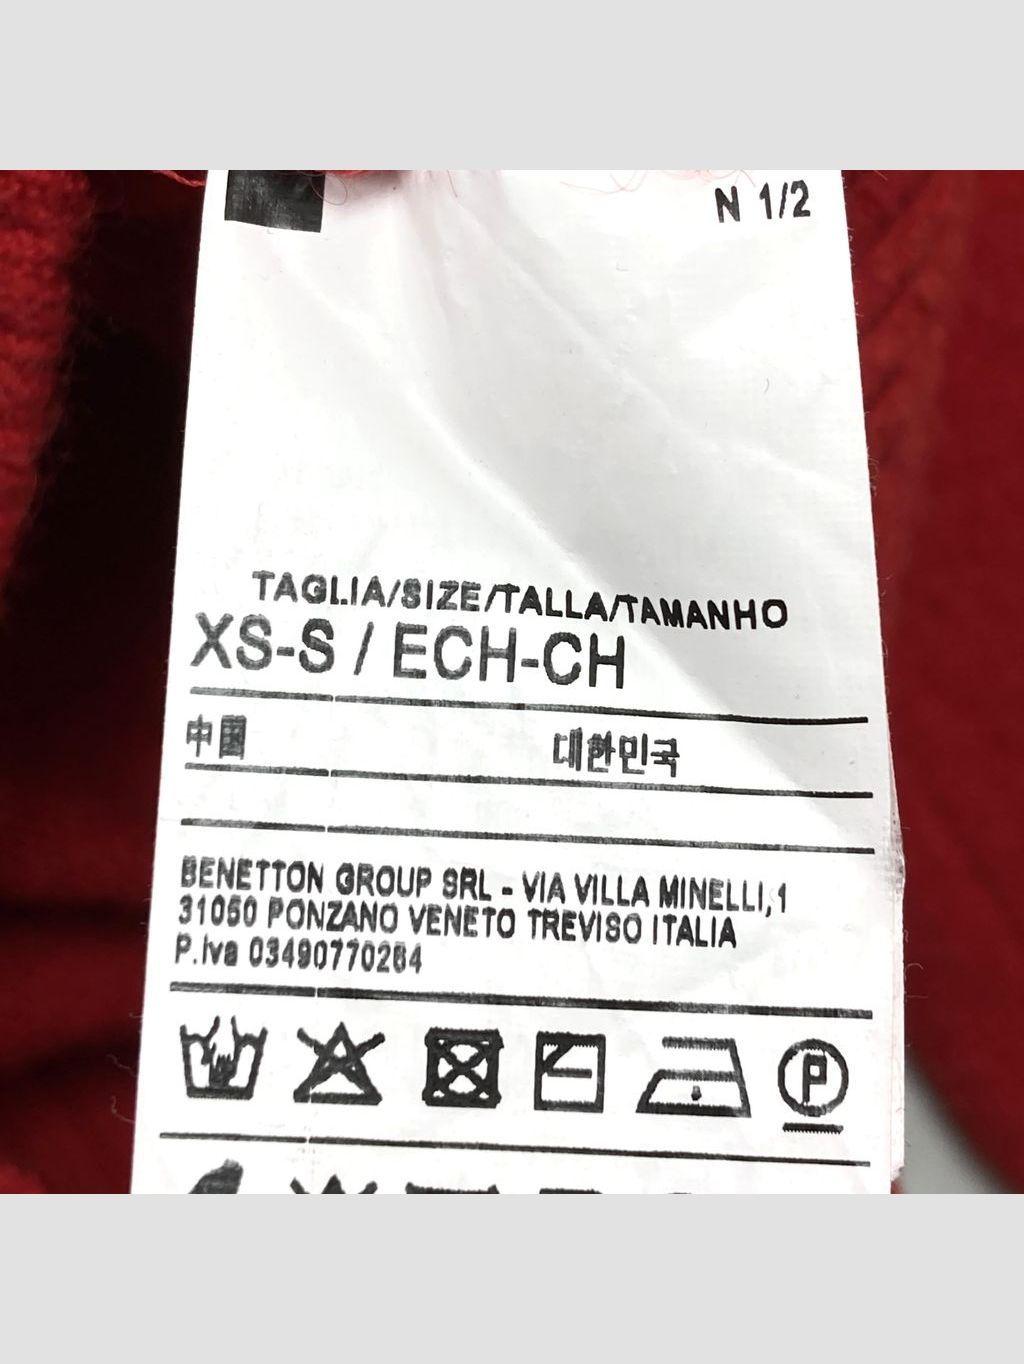 N 1/2
TAGLIA/SIZE/TALLA/TAMANHO
XS-S / ECH-CH
中國 대한민국
BENETTON GROUP SRL - VIA VILLA MINELLI,1
31050 PONZANO VENETO TREVISO ITALIA
P.Iva 03490770264
P